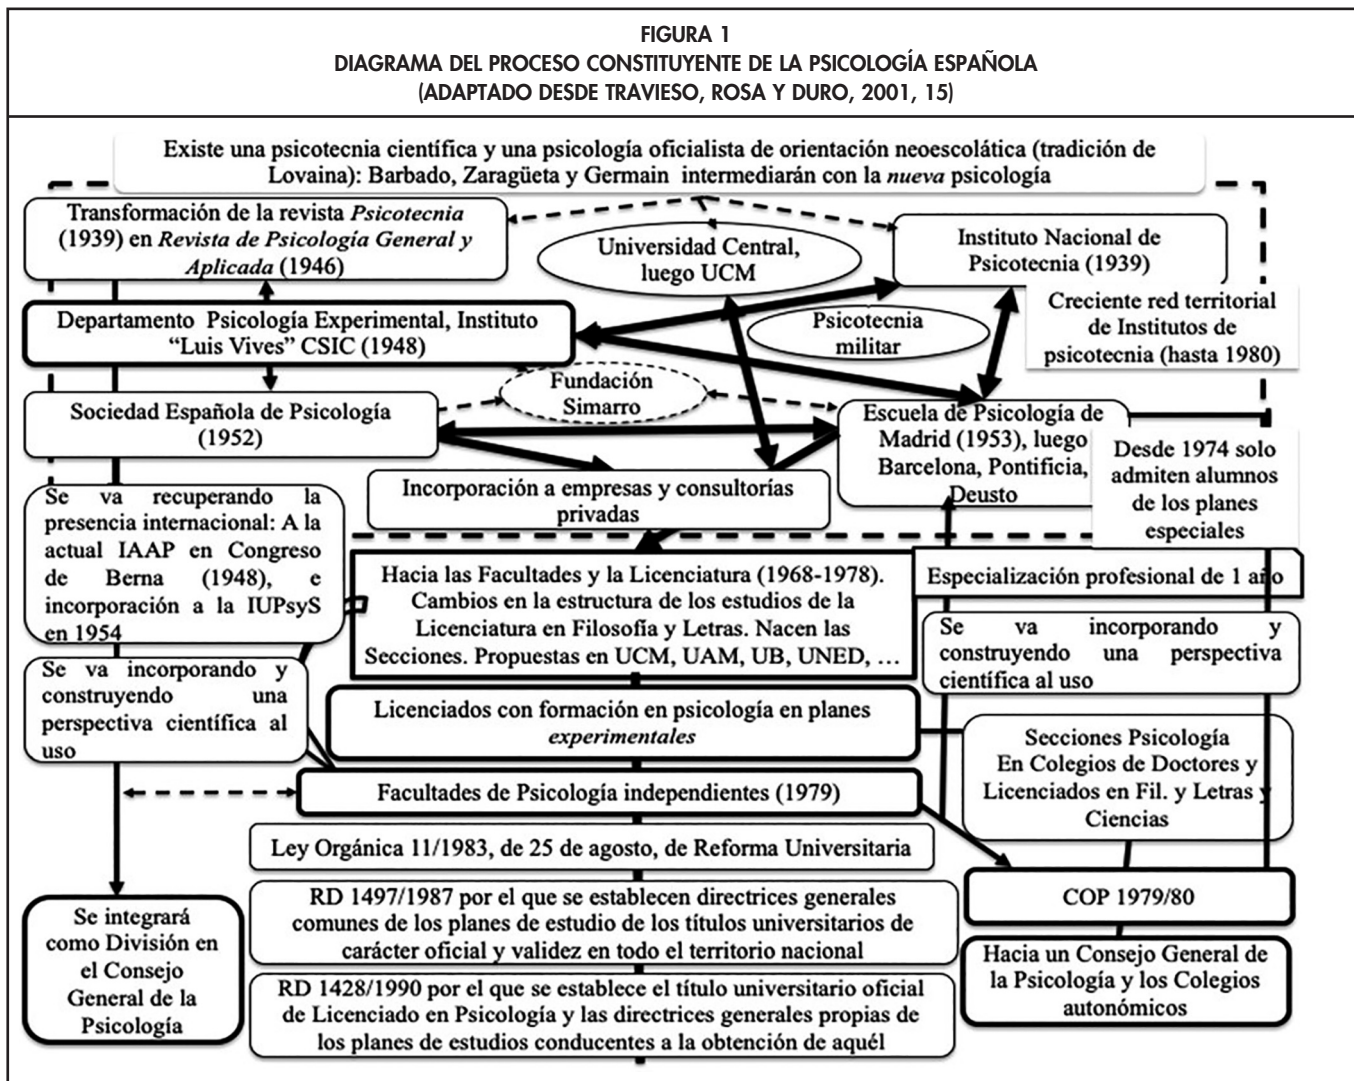 FIGURA 1
DIAGRAMA DEL PROCESO CONSTITUYENTE DE LA PSICOLOGÍA ESPAÑOLA
(ADAPTADO DESDE TRAVIESO, ROSA Y DURO, 2001, 15)
Existe una psicotecnia científica y una psicología oficialista de orientación neoescolática (tradición de
Lovaina): Barbado, Zaragüeta y Germain intermediarán con la nueva psicología
Transformación de la revista Psicotecnia
(1939) en Revista de Psicología General y
Aplicada (1946)
Universidad Central,
luego UCM
Instituto Nacional de
Psicotecnia (1939)
Creciente red territorial
de Institutos de
psicotecnia (hasta 1980)
Departamento Psicología Experimental, Instituto
“Luis Vives” CSIC (1948)
Psicotecnia
militar
Fundación
Simarro
Sociedad Española de Psicología
(1952)
Escuela de Psicología de
Madrid (1953), luego
Barcelona, Pontificia,
Deusto
Desde 1974 solo
admiten alumnos
de los planes
especiales
Incorporación a empresas y consultorías
privadas
Se va recuperando la
presencia internacional: A la
actual IAAP en Congreso
de Berna (1948), e
incorporación a la IUPsyS
en 1954
Hacia las Facultades y la Licenciatura (1968-1978).
Cambios en la estructura de los estudios de la
Licenciatura en Filosofía y Letras. Nacen las
Secciones. Propuestas en UCM, UAM, UB, UNED, …
Especialización profesional de 1 año
Se va incorporando y
construyendo una perspectiva
científica al uso
Se va incorporando y
construyendo una
perspectiva científica al
uso
Licenciados con formación en psicología en planes
experimentales
Secciones Psicología
En Colegios de Doctores y
Licenciados en Fil. y Letras y
Ciencias
Facultades de Psicología independientes (1979)
Ley Orgánica 11/1983, de 25 de agosto, de Reforma Universitaria
RD 1497/1987 por el que se establecen directrices generales
comunes de los planes de estudio de los títulos universitarios de
carácter oficial y validez en todo el territorio nacional
COP 1979/80
Se integrará
como División en
el Consejo
General de la
Psicología
Hacia un Consejo General de
la Psicología y los Colegios
autonómicos
RD 1428/1990 por el que se establece el título universitario oficial
de Licenciado en Psicología y las directrices generales propias de
los planes de estudios conducentes a la obtención de aquél